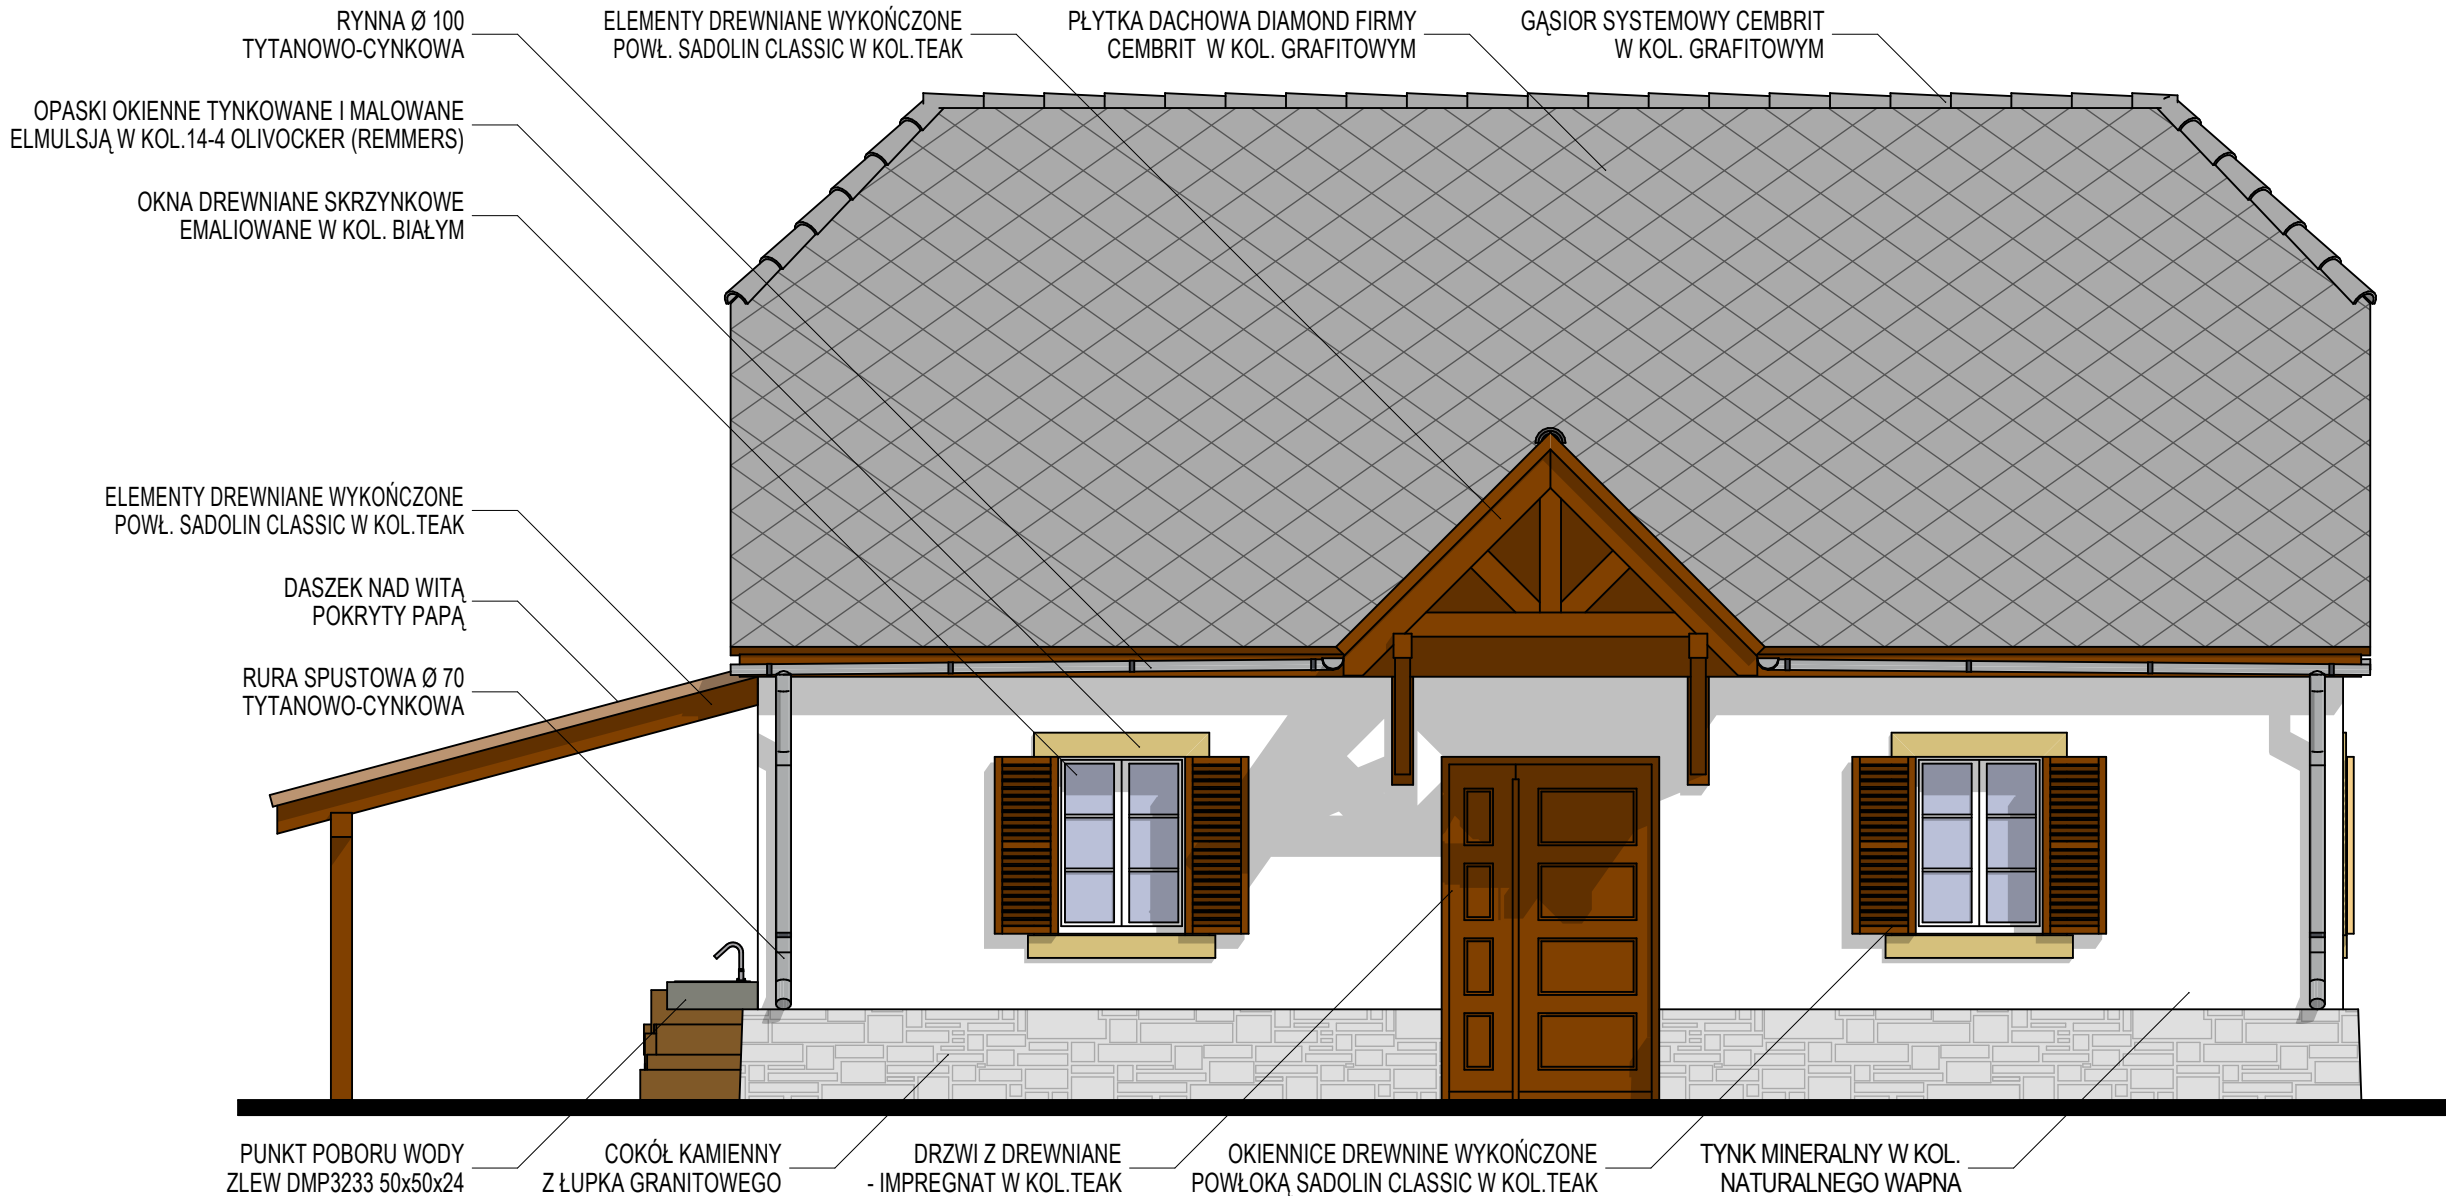 RYNNA Ø 100
TYTANOWO-CYNKOWA
ELEMENTY DREWNIANE WYKOŃCZONE
POWŁ. SADOLIN CLASSIC W KOL.TEAK
PŁYTKA DACHOWA DIAMOND FIRMY
CEMBRIT W KOL. GRAFITOWYM
GĄSIOR SYSTEMOWY CEMBRIT
W KOL. GRAFITOWYM
OPASKI OKIENNE TYNKOWANE I MALOWANE
ELMULSJĄ W KOL.14-4 OLIVOCKER (REMMERS)
OKNA DREWNIANE SKRZYNKOWE
EMALIOWANE W KOL. BIAŁYM
ELEMENTY DREWNIANE WYKOŃCZONE
POWŁ. SADOLIN CLASSIC W KOL.TEAK
DASZEK NAD WITĄ
POKRYTY PAPĄ
RURA SPUSTOWA Ø 70
TYTANOWO-CYNKOWA
PUNKT POBORU WODY
ZLEW DMP3233 50x50x24
COKÓŁ KAMIENNY
Z ŁUPKA GRANITOWEGO
DRZWI Z DREWNIANE
- IMPREGNAT W KOL.TEAK
OKIENNICE DREWNINE WYKOŃCZONE
POWŁOKĄ SADOLIN CLASSIC W KOL.TEAK
TYNK MINERALNY W KOL.
NATURALNEGO WAPNA